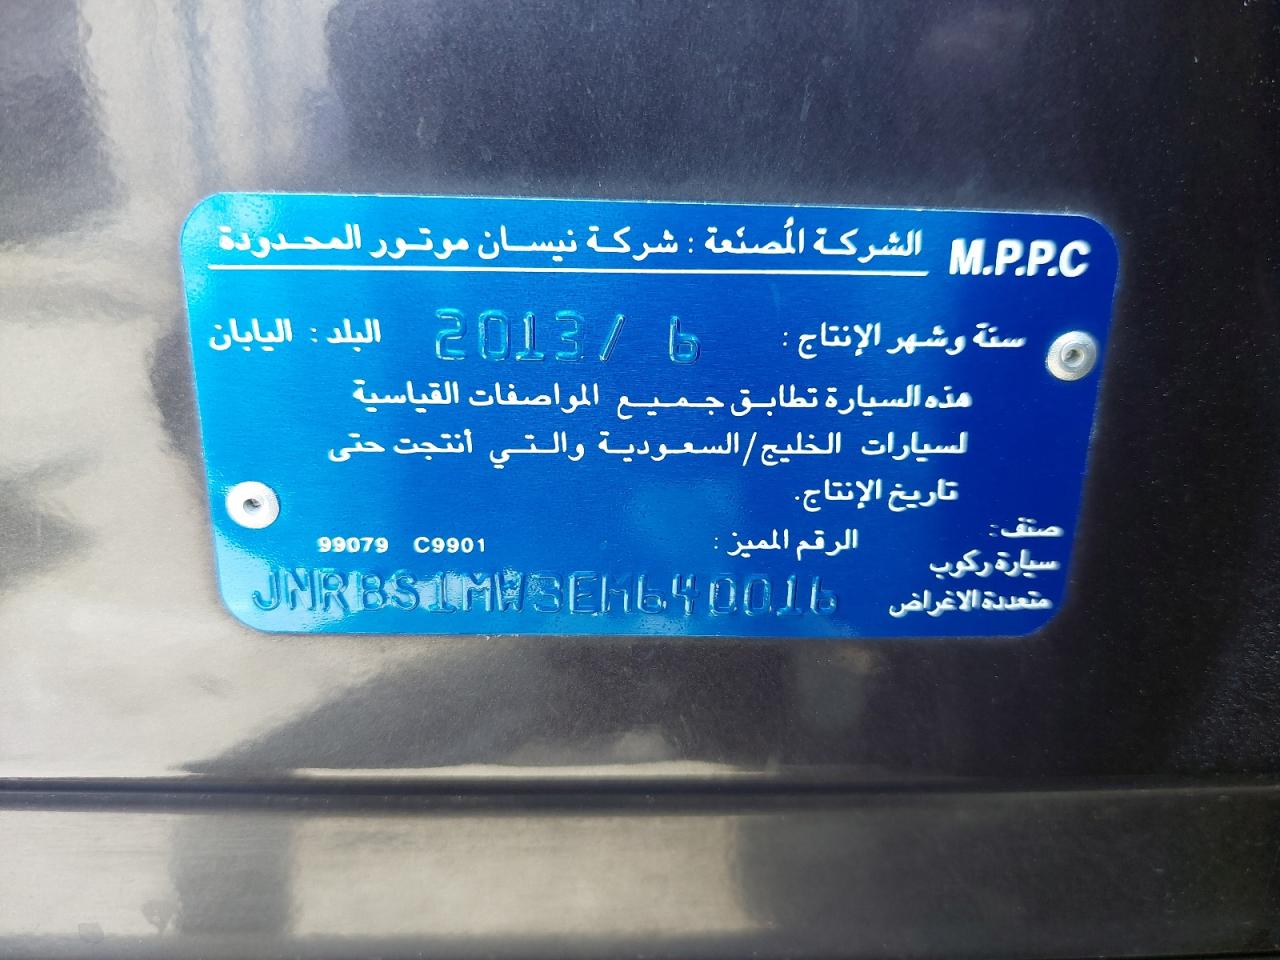 M.P.P.C الشركة المُصنّعة : شركة نيسان موتور المحدودة
سنة وشهر الإنتاج : 2013/ 6 البلد : اليابان
هذه السيارة تطابق جميع المواصفات القياسية
لسيارات الخليج/السعودية والتي أنتجت حتى
تاريخ الإنتاج.
صنف:
سيارة ركوب
متعددة الاغراض
الرقم المميز : 99079 C9901
JNRBS1MW3EM640016